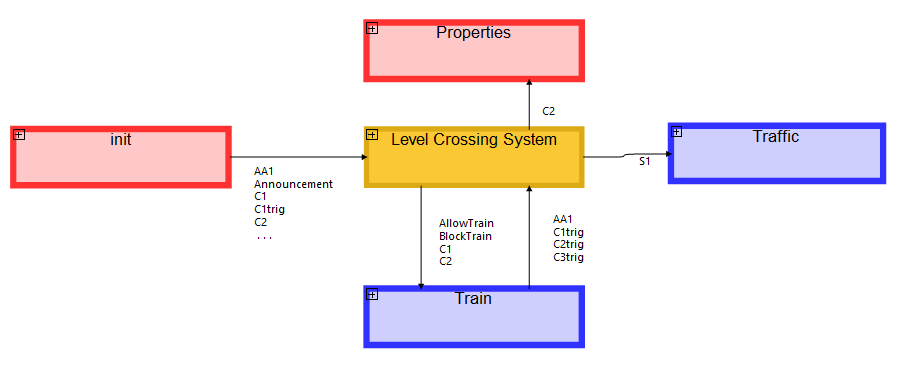 Properties
C2
init
Level Crossing System
Traffic
S1
AA1
Announcement
C1
C1trig
C2
...
AllowTrain
BlockTrain
C1
C2
AA1
C1trig
C2trig
C3trig
Train